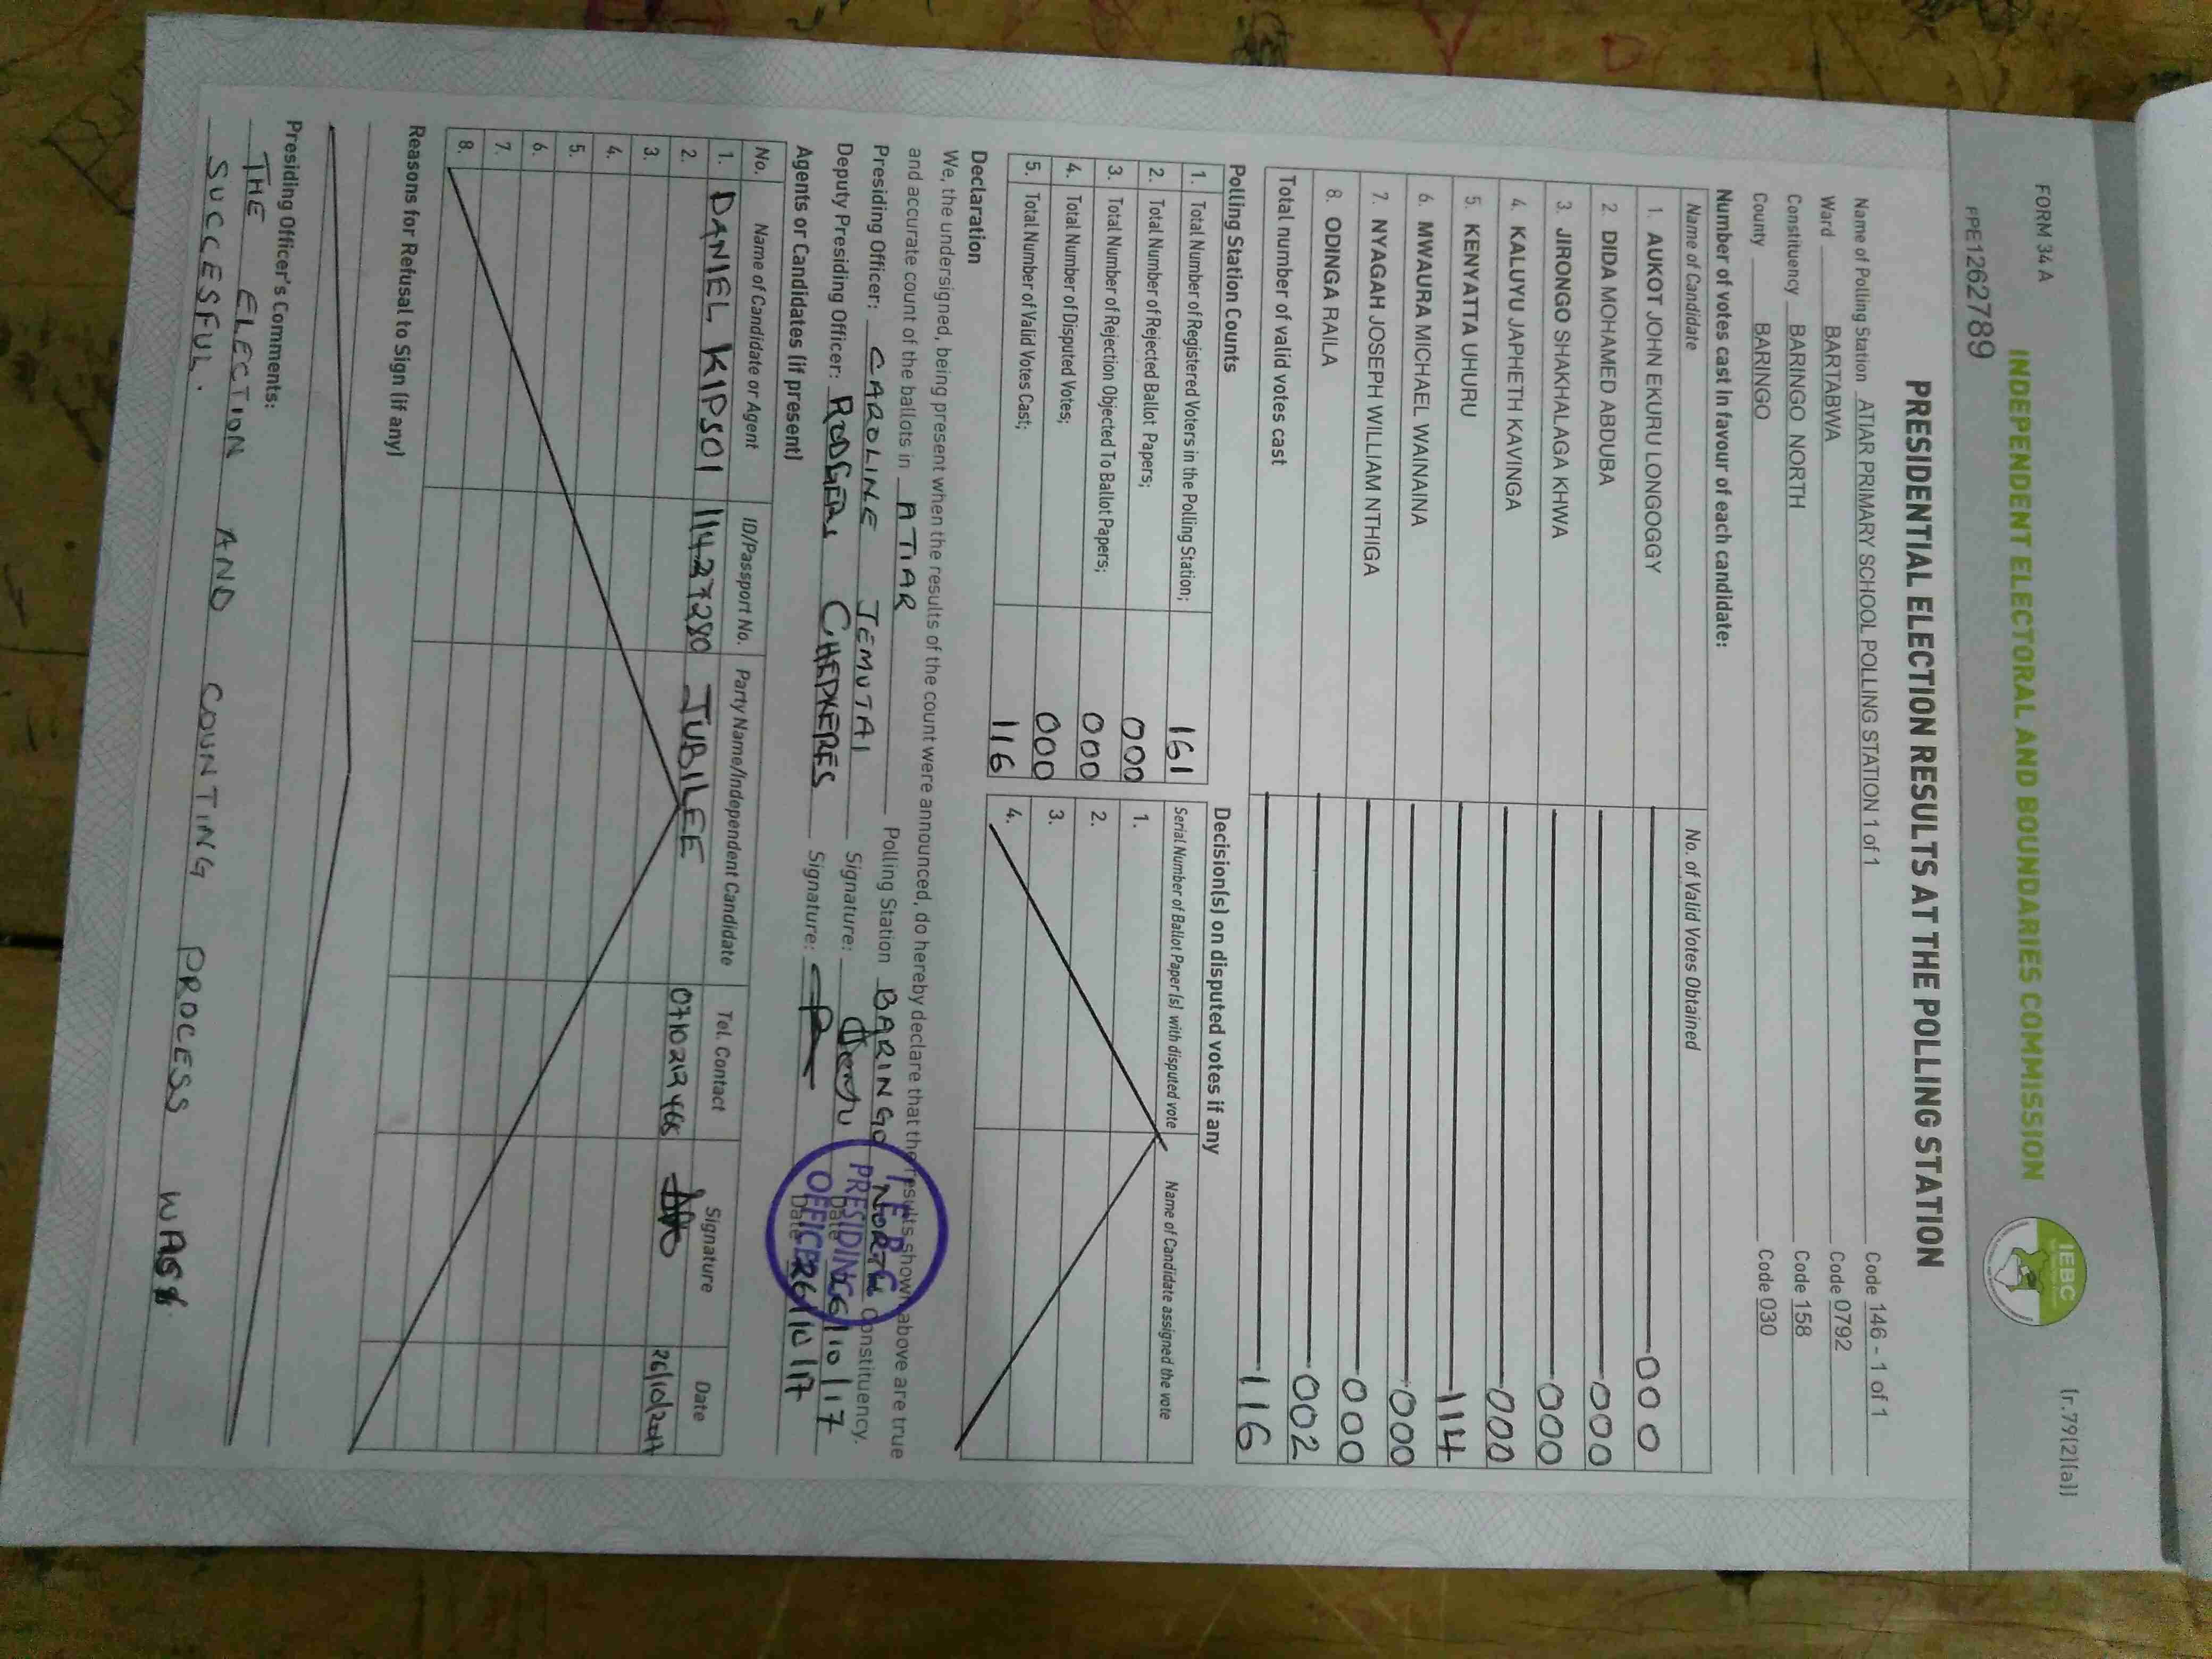 FORM 34 A
[r.79(2)(a)]
INDEPENDENT ELECTORAL AND BOUNDARIES COMMISSION
IEBC
PPE1262789
PRESIDENTIAL ELECTION RESULTS AT THE POLLING STATION
Name of Polling Station ATIAR PRIMARY SCHOOL POLLING STATION 1 of 1 Code 146 - 1 of 1
Ward BARTABWA Code 0792
Constituency BARINGO NORTH Code 158
County BARINGO Code 030
Number of votes cast in favour of each candidate:
Name of Candidate No. of Valid Votes Obtained
1. AUKOT JOHN EKURU LONGOGGY 000
2. DIDA MOHAMED ABDUBA 000
3. JIRONGO SHAKHALAGA KHWA 000
4. KALUYU JAPHETH KAVINGA 000
5. KENYATTA UHURU 114
6. MWAURA MICHAEL WAINAINA 000
7. NYAGAH JOSEPH WILLIAM NTHIGA 000
8. ODINGA RAILA 002
Total number of valid votes cast 116
Polling Station Counts
1. Total Number of Registered Voters in the Polling Station; 161
2. Total Number of Rejected Ballot Papers; 000
3. Total Number of Rejection Objected To Ballot Papers; 000
4. Total Number of Disputed Votes; 000
5. Total Number of Valid Votes Cast; 116
Decision(s) on disputed votes if any
Serial Number of Ballot Paper (s) with disputed vote Name of Candidate assigned the vote
1.
2.
3.
4.
Declaration
We, the undersigned, being present when the results of the count were announced, do hereby declare that the results shown above are true
and accurate count of the ballots in ATIAR Polling Station BARINGO NORTH Constituency.
Presiding Officer: CAROLINE JEMUTAI Signature: Date 26/10/17
Deputy Presiding Officer: RODGERS CHEPKERES Signature: Date 26/10/17
IEBC
PRESIDING
OFFICER
Agents or Candidates (if present)
No. Name of Candidate or Agent ID/Passport No. Party Name/Independent Candidate Tel. Contact Signature Date
1. DANIEL KIPSOI 11427280 JUBILEE 26/10/2017
2.
3.
4.
5.
6.
7.
8.
Reasons for Refusal to Sign (if any)
Presiding Officer's Comments:
THE ELECTION AND COUNTING PROCESS WAS
SUCCESFUL.